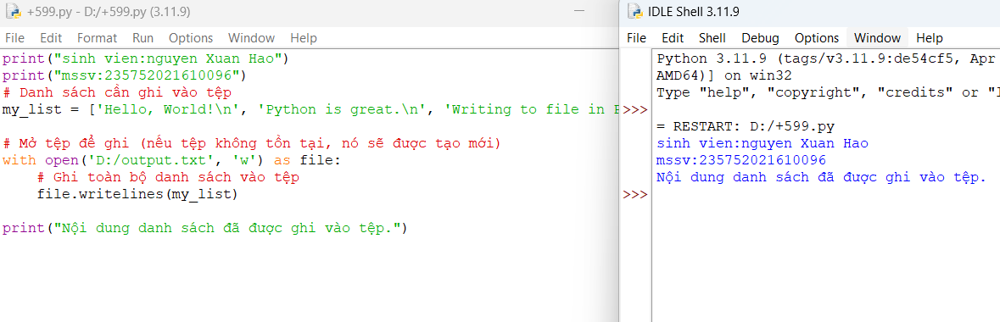 +599.py - D:/+599.py (3.11.9)
File Edit Format Run Options Window Help
print("sinh vien:nguyen Xuan Hao")
print("mssv:235752021610096")
# Danh sách cần ghi vào tệp
my_list = ['Hello, World!\n', 'Python is great.\n', 'Writing to file in
# Mở tệp để ghi (nếu tệp không tồn tại, nó sẽ được tạo mới)
with open('D:/output.txt', 'w') as file:
# Ghi toàn bộ danh sách vào tệp
file.writelines(my_list)
print("Nội dung danh sách đã được ghi vào tệp.")
IDLE Shell 3.11.9
File Edit Shell Debug Options Window Help
Python 3.11.9 (tags/v3.11.9:de54cf5, Apr
AMD64)] on win32
Type "help", "copyright", "credits" or
>>>
= RESTART: D:/+599.py
sinh vien:nguyen Xuan Hao
mssv:235752021610096
Nội dung danh sách đã được ghi vào tệp.
>>>